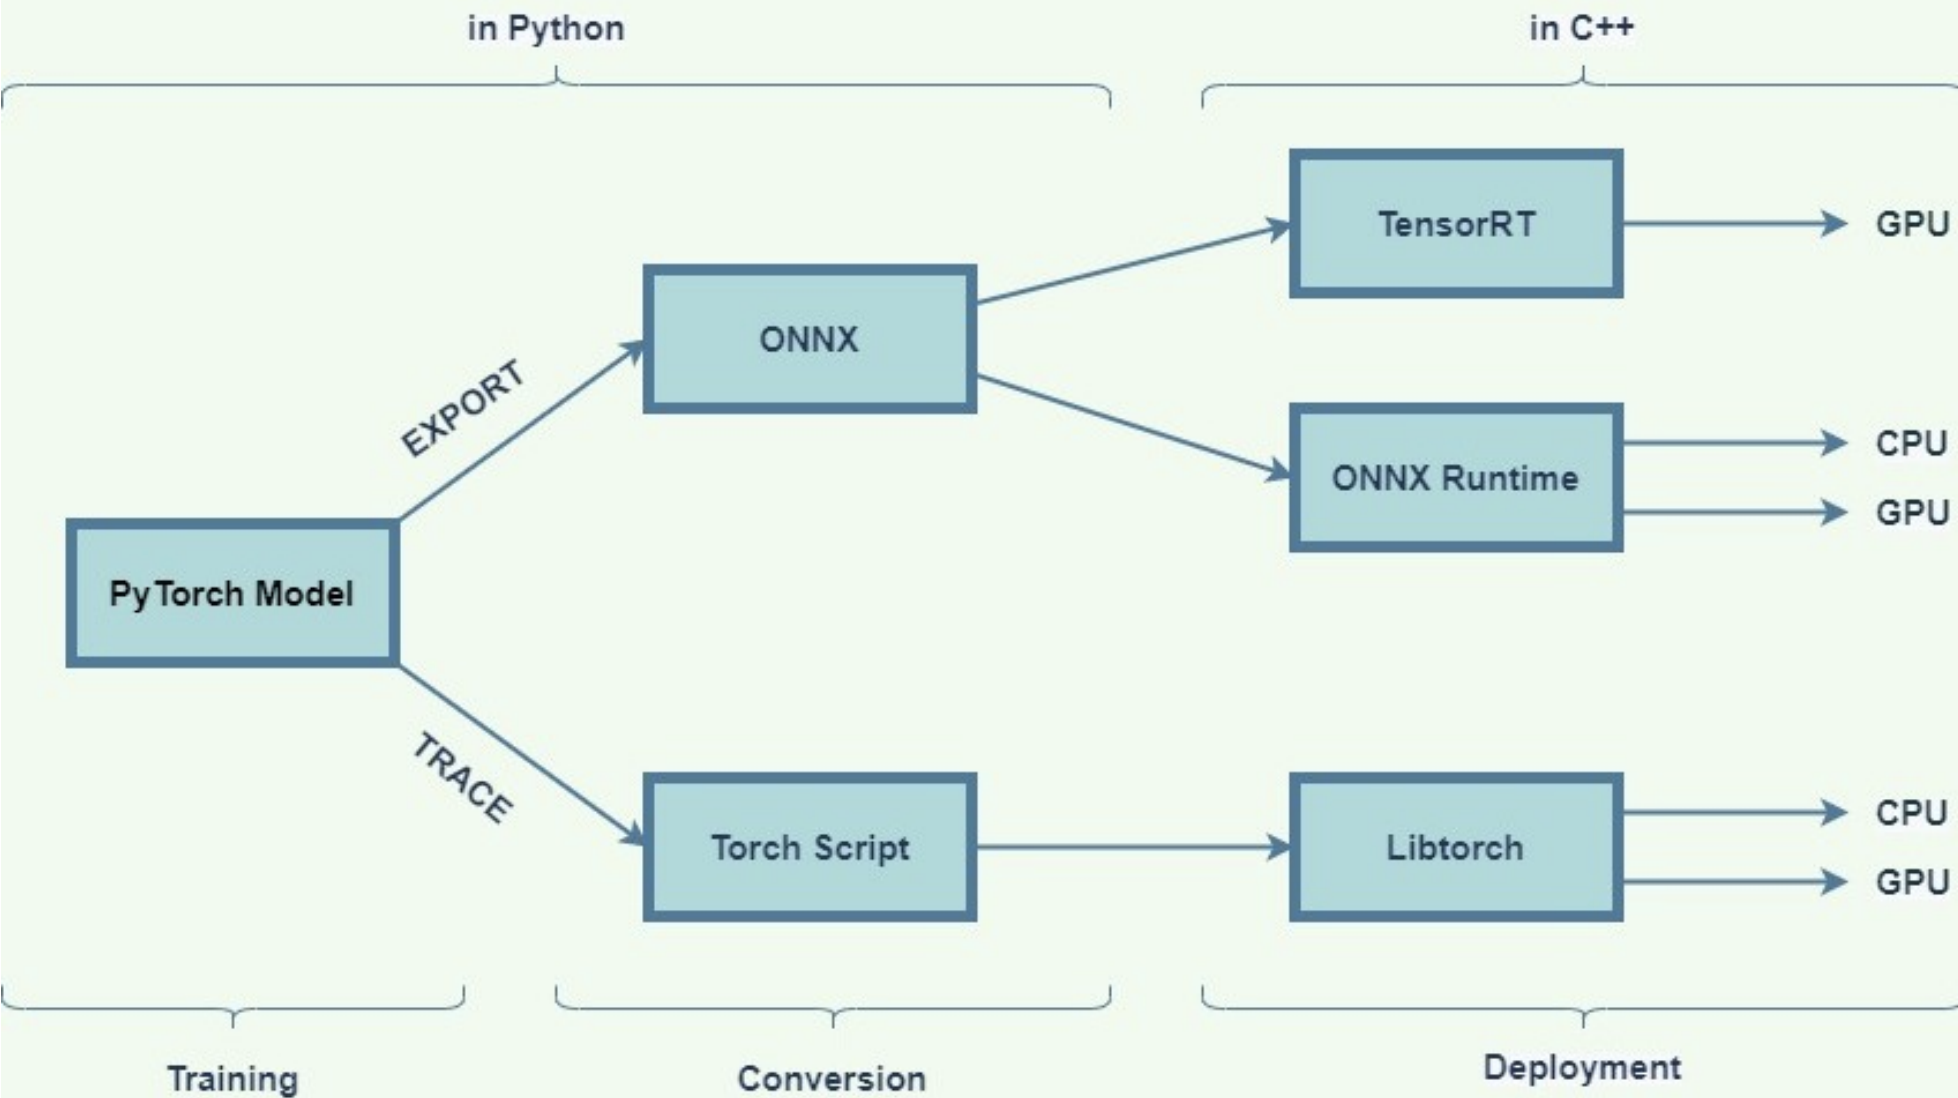 in Python
in C++
TensorRT
GPU
ONNX
EXPORT
ONNX Runtime
CPU
GPU
PyTorch Model
TRACE
Torch Script
Libtorch
CPU
GPU
Training
Conversion
Deployment